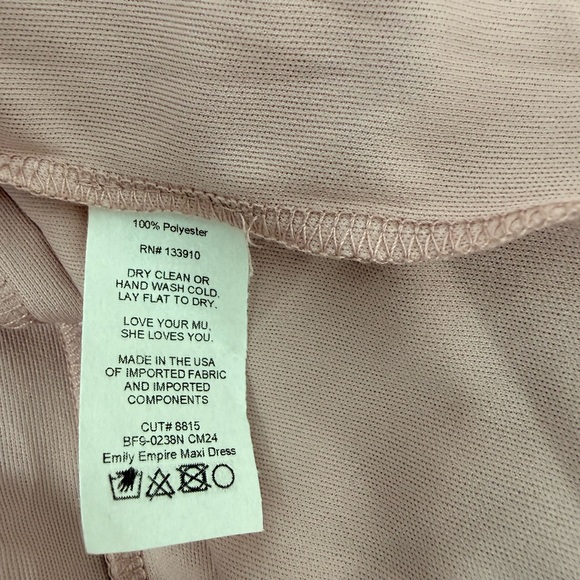 100% Polyester
RN# 133910
DRY CLEAN OR
HAND WASH COLD.
LAY FLAT TO DRY.
LOVE YOUR MU,
SHE LOVES YOU.
MADE IN THE USA
OF IMPORTED FABRIC
AND IMPORTED
COMPONENTS
CUT# 8815
BF9-0238N CM24
Emily Empire Maxi Dress